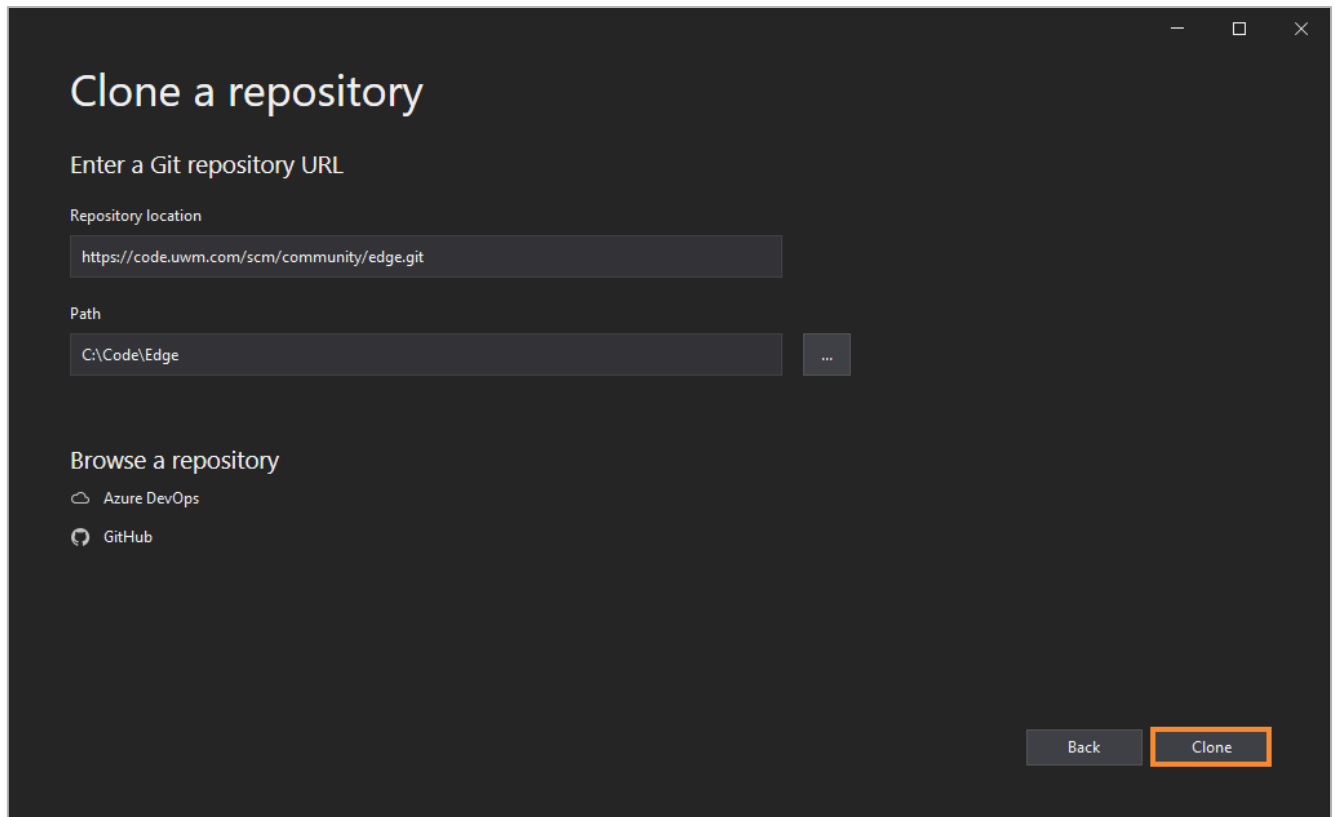 Clone a repository
Enter a Git repository URL
Repository location
https://code.uwm.com/scm/community/edge.git
Path
C:\Code\Edge
...
Browse a repository
Azure DevOps
GitHub
Back
Clone